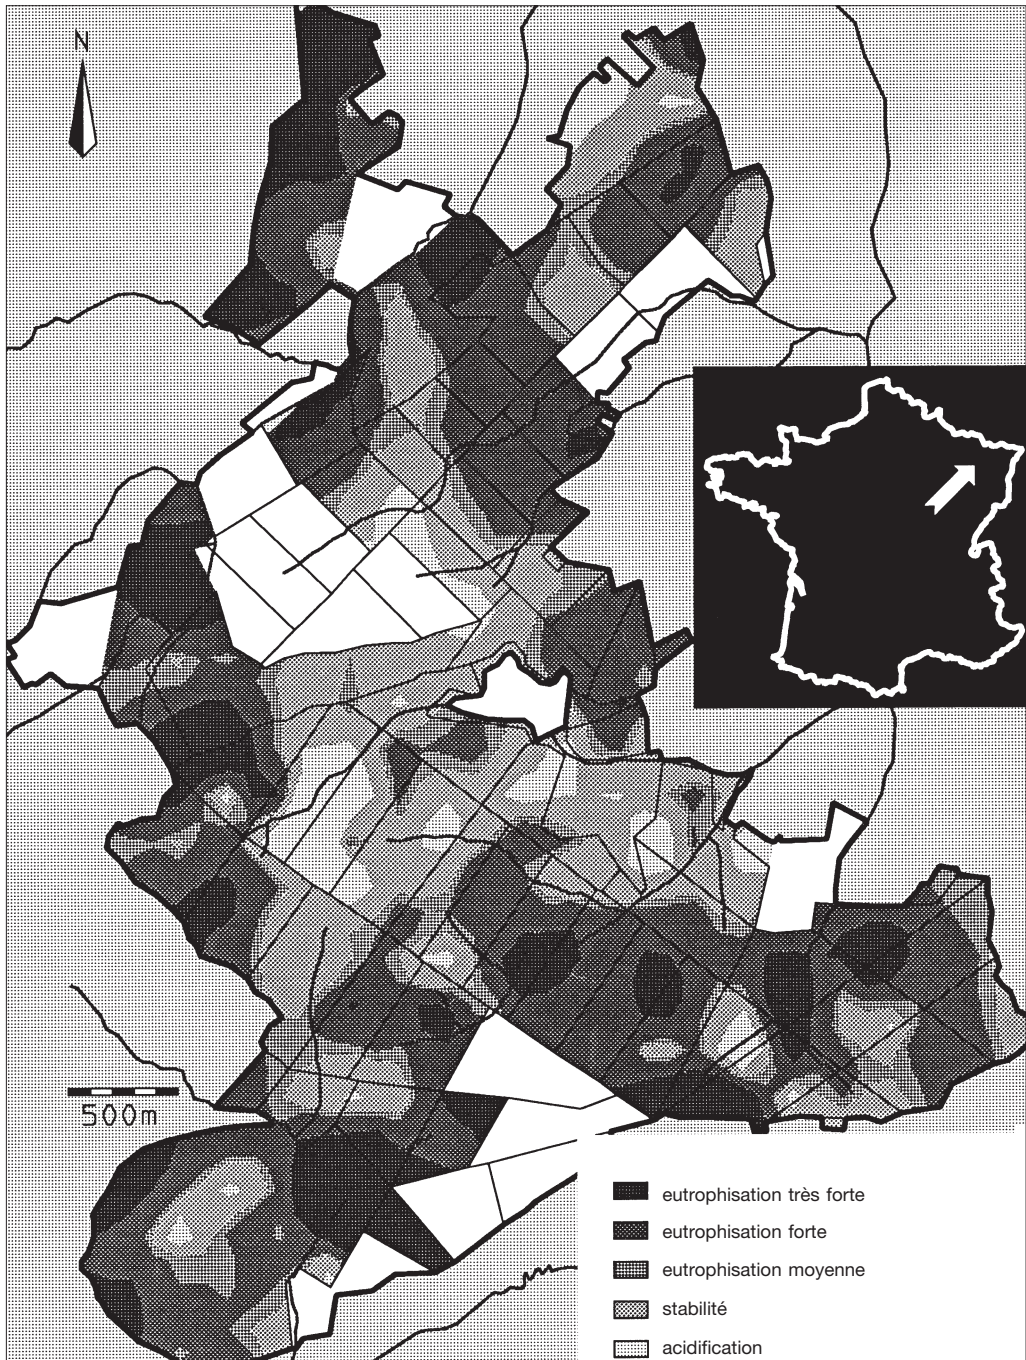 N
500m
eutrophisation très forte
eutrophisation forte
eutrophisation moyenne
stabilité
acidification